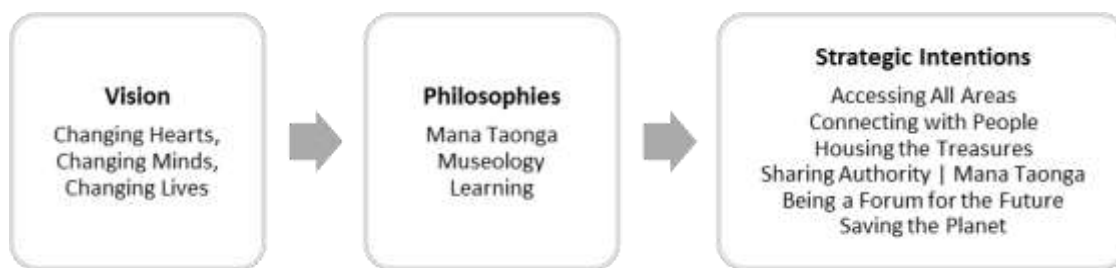 Vision
Changing Hearts,
Changing Minds,
Changing Lives
Philosophies
Mana Taonga
Museology
Learning
Strategic Intentions
Accessing All Areas
Connecting with People
Housing the Treasures
Sharing Authority | Mana Taonga
Being a Forum for the Future
Saving the Planet